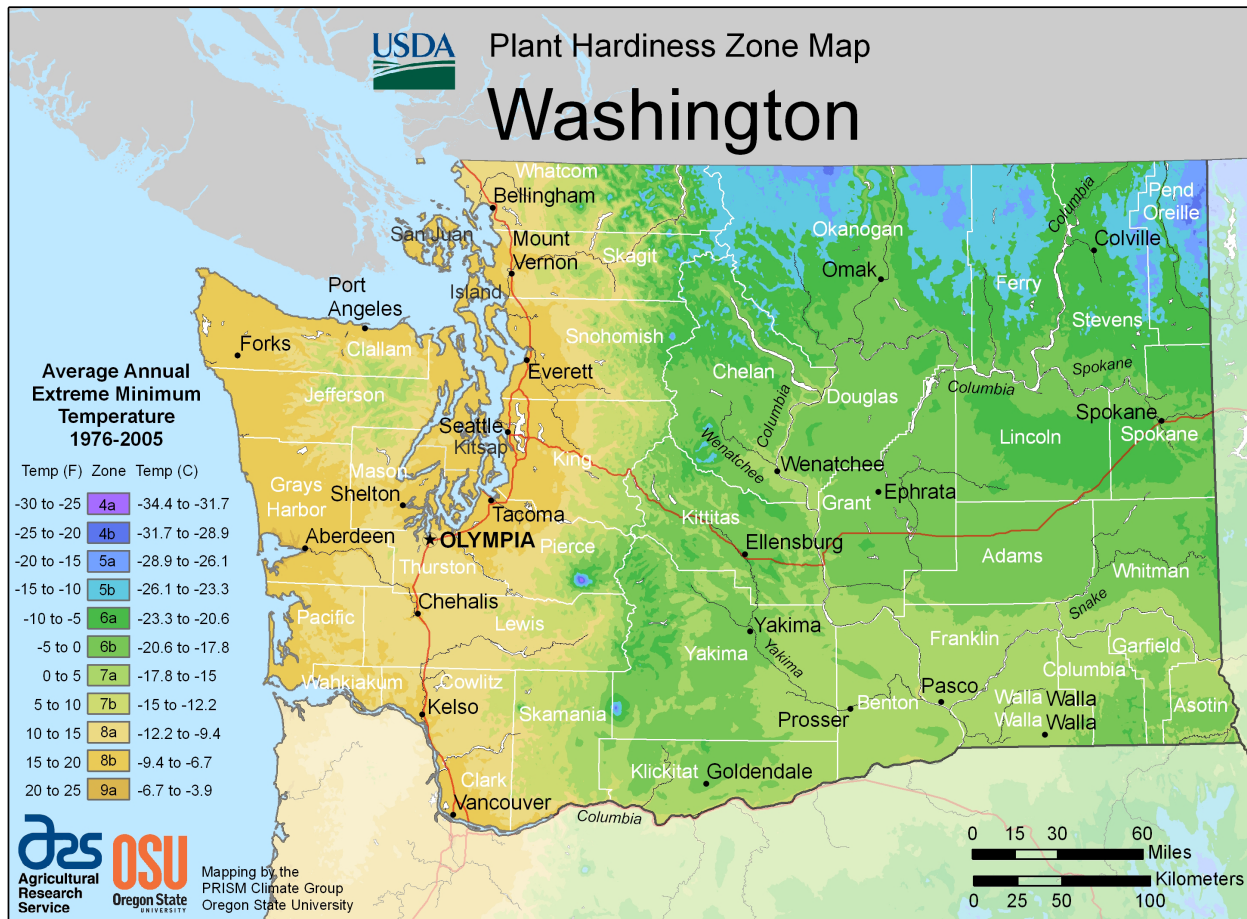 USDA
Plant Hardiness Zone Map
Washington
Whatcom
Bellingham
San Juan
Mount
Vernon
Skagit
Island
Okanogan
Omak
Columbia
Pend
Oreille
Colville
Ferry
Stevens
Port
Angeles
Forks
Clallam
Jefferson
Snohomish
Everett
Chelan
Columbia
Douglas
Columbia
Spokane
Spokane
Spokane
Lincoln
Seattle
Kitsap
King
Wenatchee
Wenatchee
Grant
Ephrata
Mason
Shelton
Grays
Harbor
Aberdeen
Tacoma
OLYMPIA
Pierce
Thurston
Kittitas
Ellensburg
Adams
Whitman
Snake
Chehalis
Pacific
Lewis
Yakima
Yakima
Yakima
Franklin
Garfield
Columbia
Wahkiakum
Cowlitz
Kelso
Skamania
Prosser
Benton
Pasco
Walla
Walla
Walla
Walla
Asotin
Klickitat
Goldendale
Clark
Vancouver
Columbia
Average Annual
Extreme Minimum
Temperature
1976-2005
Temp (F) Zone Temp (C)
-30 to -25 4a -34.4 to -31.7
-25 to -20 4b -31.7 to -28.9
-20 to -15 5a -28.9 to -26.1
-15 to -10 5b -26.1 to -23.3
-10 to -5 6a -23.3 to -20.6
-5 to 0 6b -20.6 to -17.8
0 to 5 7a -17.8 to -15
5 to 10 7b -15 to -12.2
10 to 15 8a -12.2 to -9.4
15 to 20 8b -9.4 to -6.7
20 to 25 9a -6.7 to -3.9
ars
Agricultural
Research
Service
OSU
Oregon State
UNIVERSITY
Mapping by the
PRISM Climate Group
Oregon State University
0 15 30 60
Miles
Kilometers
0 25 50 100